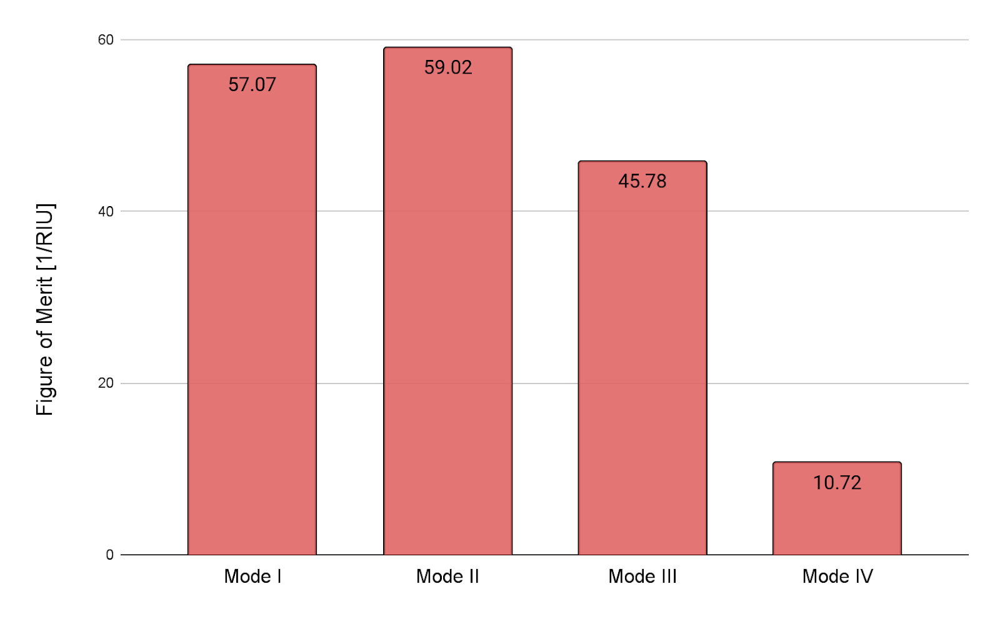 Figure of Merit [1/RIU]
60
40
20
0
57.07
59.02
45.78
10.72
Mode I
Mode II
Mode III
Mode IV